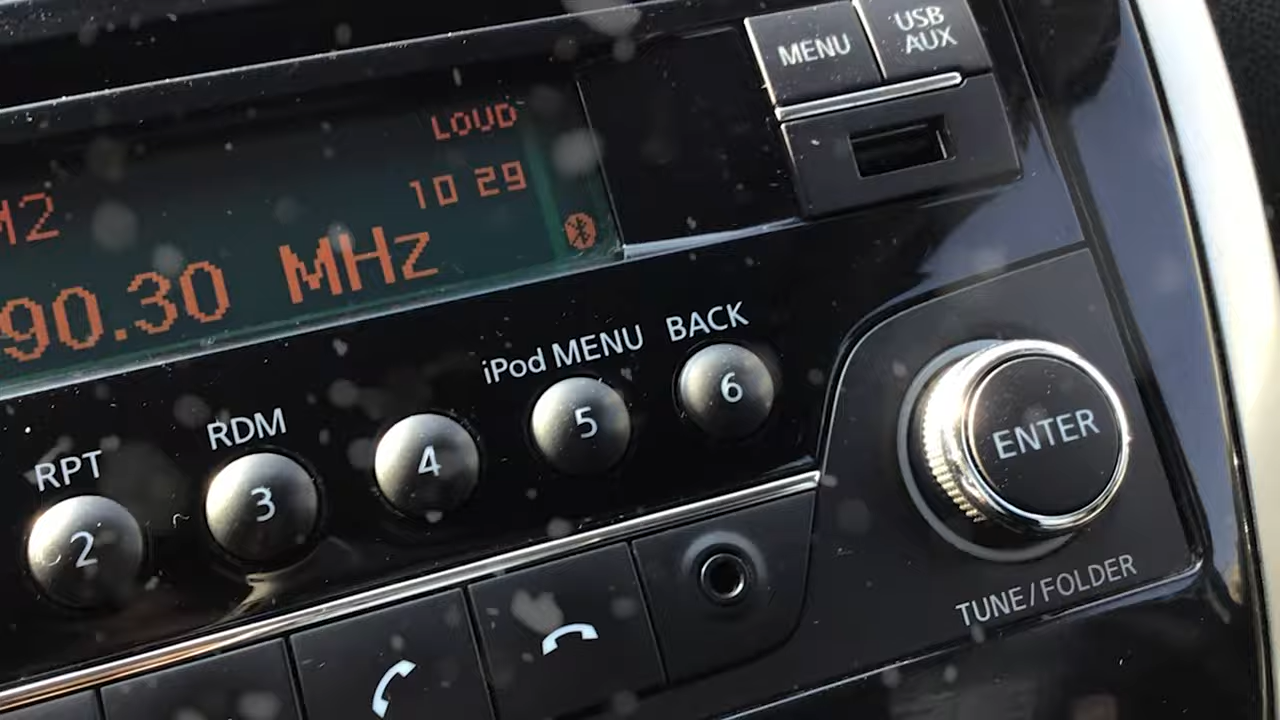 MENU
USB
AUX
LOUD
10 29
M2
90.30 MHz
iPod MENU
BACK
RPT
RDM
2
3
4
5
6
ENTER
TUNE/FOLDER